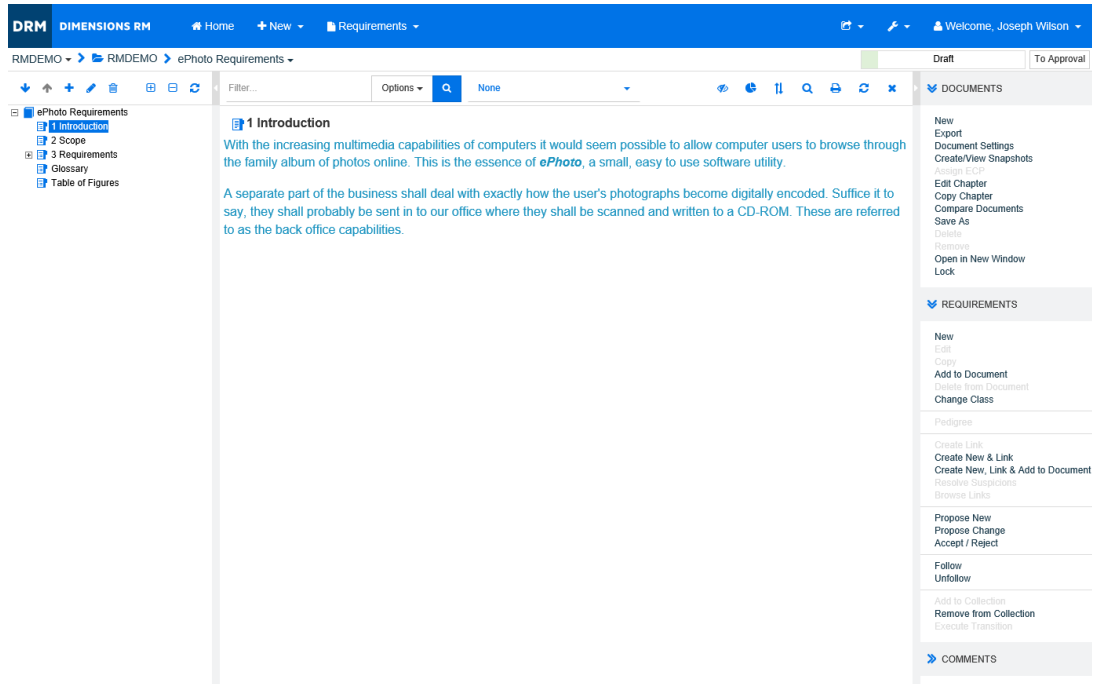 DRM DIMENSIONS RM Home New Requirements Welcome, Joseph Wilson
RMDEMO RMDEMO ePhoto Requirements Draft To Approval
Filter... Options None
ePhoto Requirements
1 Introduction
2 Scope
3 Requirements
Glossary
Table of Figures
1 Introduction
With the increasing multimedia capabilities of computers it would seem possible to allow computer users to browse through
the family album of photos online. This is the essence of ePhoto, a small, easy to use software utility.
A separate part of the business shall deal with exactly how the user's photographs become digitally encoded. Suffice it to
say, they shall probably be sent in to our office where they shall be scanned and written to a CD-ROM. These are referred
to as the back office capabilities.
DOCUMENTS
New
Export
Document Settings
Create/View Snapshots
Assign ECP
Edit Chapter
Copy Chapter
Compare Documents
Save As
Delete
Remove
Open in New Window
Lock
REQUIREMENTS
New
Edit
Copy
Add to Document
Delete from Document
Change Class
Pedigree
Create Link
Create New & Link
Create New, Link & Add to Document
Resolve Suspicions
Browse Links
Propose New
Propose Change
Accept / Reject
Follow
Unfollow
Add to Collection
Remove from Collection
Execute Transition
COMMENTS